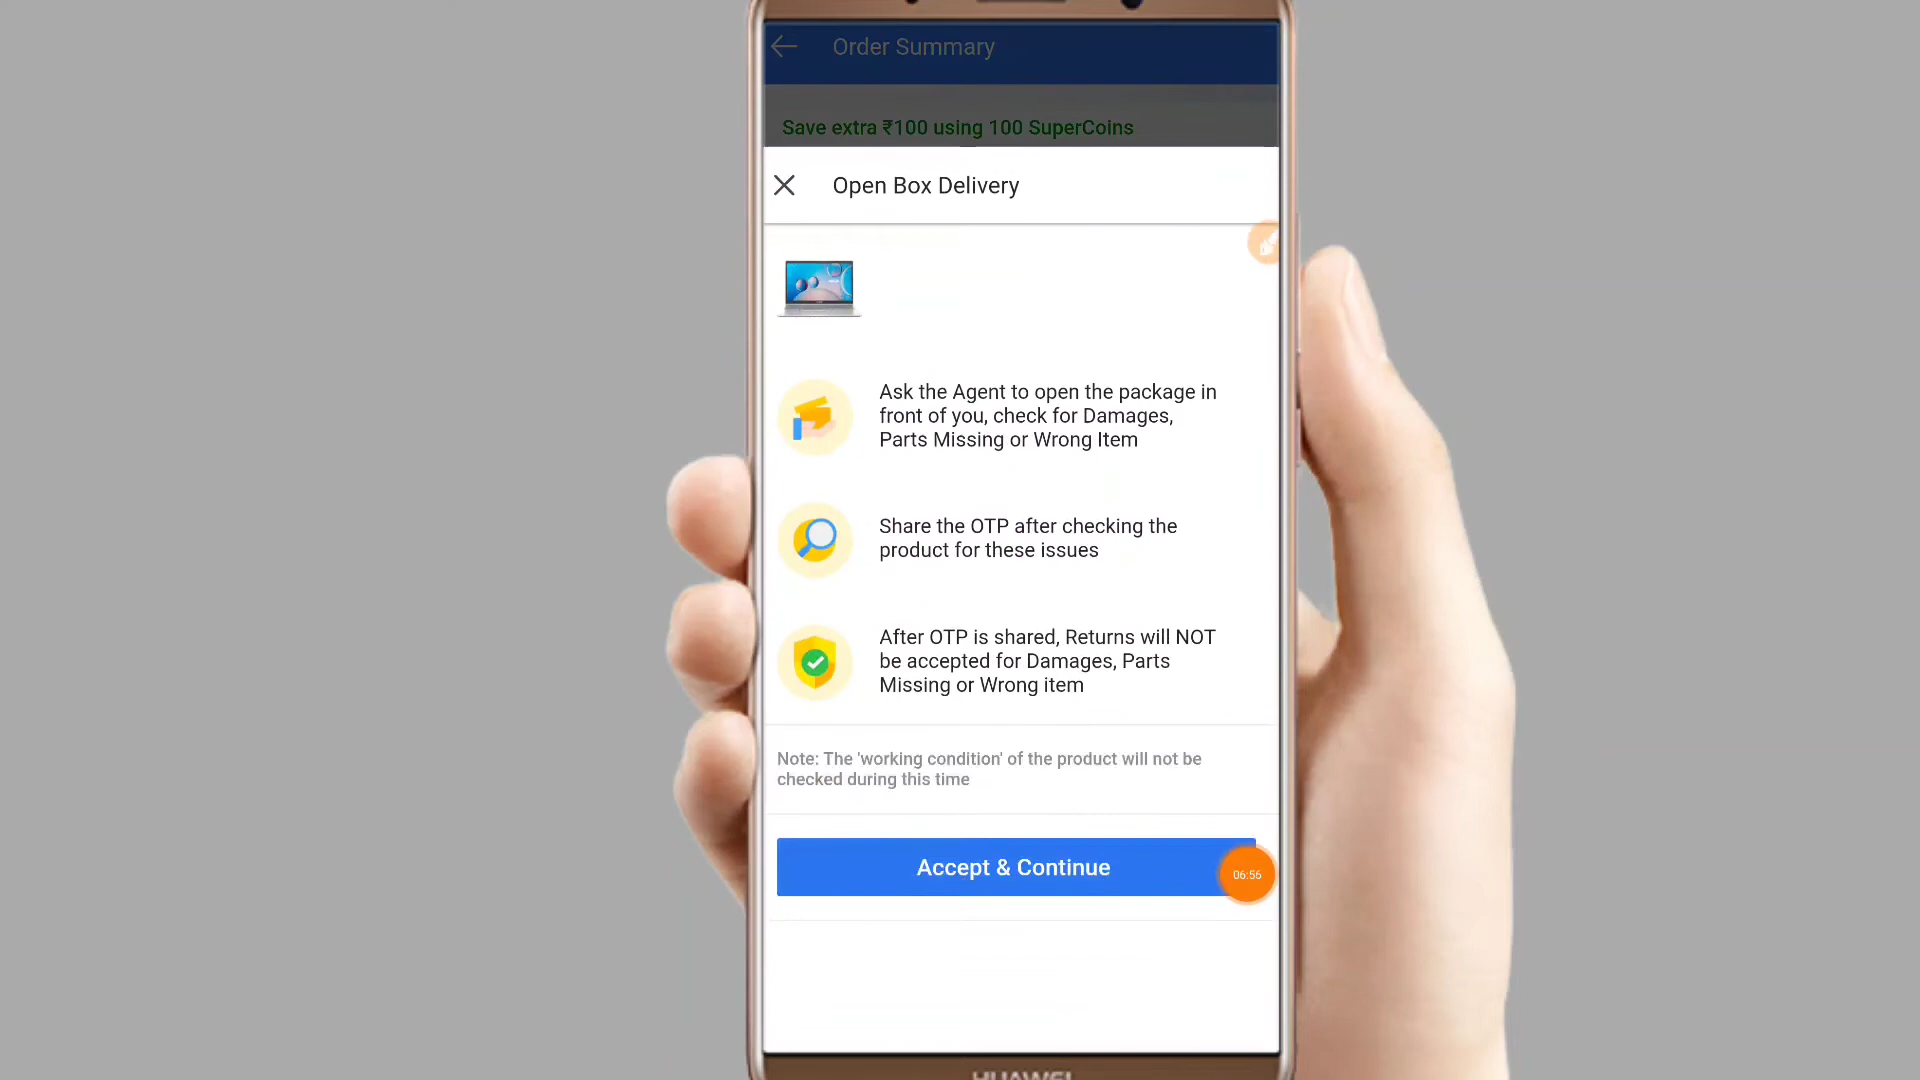 Order Summary
Save extra ₹100 using 100 SuperCoins
Open Box Delivery
Ask the Agent to open the package in
front of you, check for Damages,
Parts Missing or Wrong Item
Share the OTP after checking the
product for these issues
After OTP is shared, Returns will NOT
be accepted for Damages, Parts
Missing or Wrong item
Note: The 'working condition' of the product will not be
checked during this time
Accept & Continue
06:56
HUAWEI